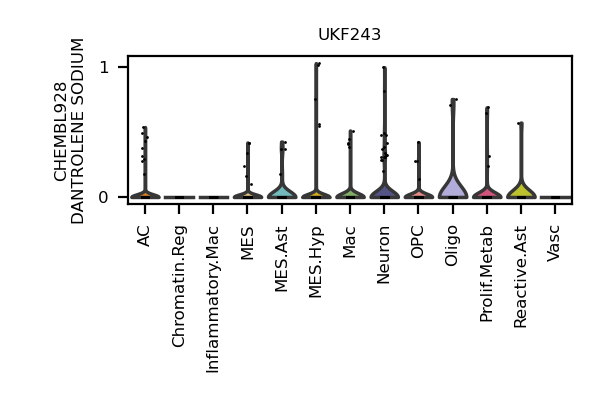 UKF243
CHEMBL928
DANTROLENE SODIUM
1
0
AC
Chromatin.Reg
Inflammatory.Mac
MES
MES.Ast
MES.Hyp
Mac
Neuron
OPC
Oligo
Prolif.Metab
Reactive.Ast
Vasc